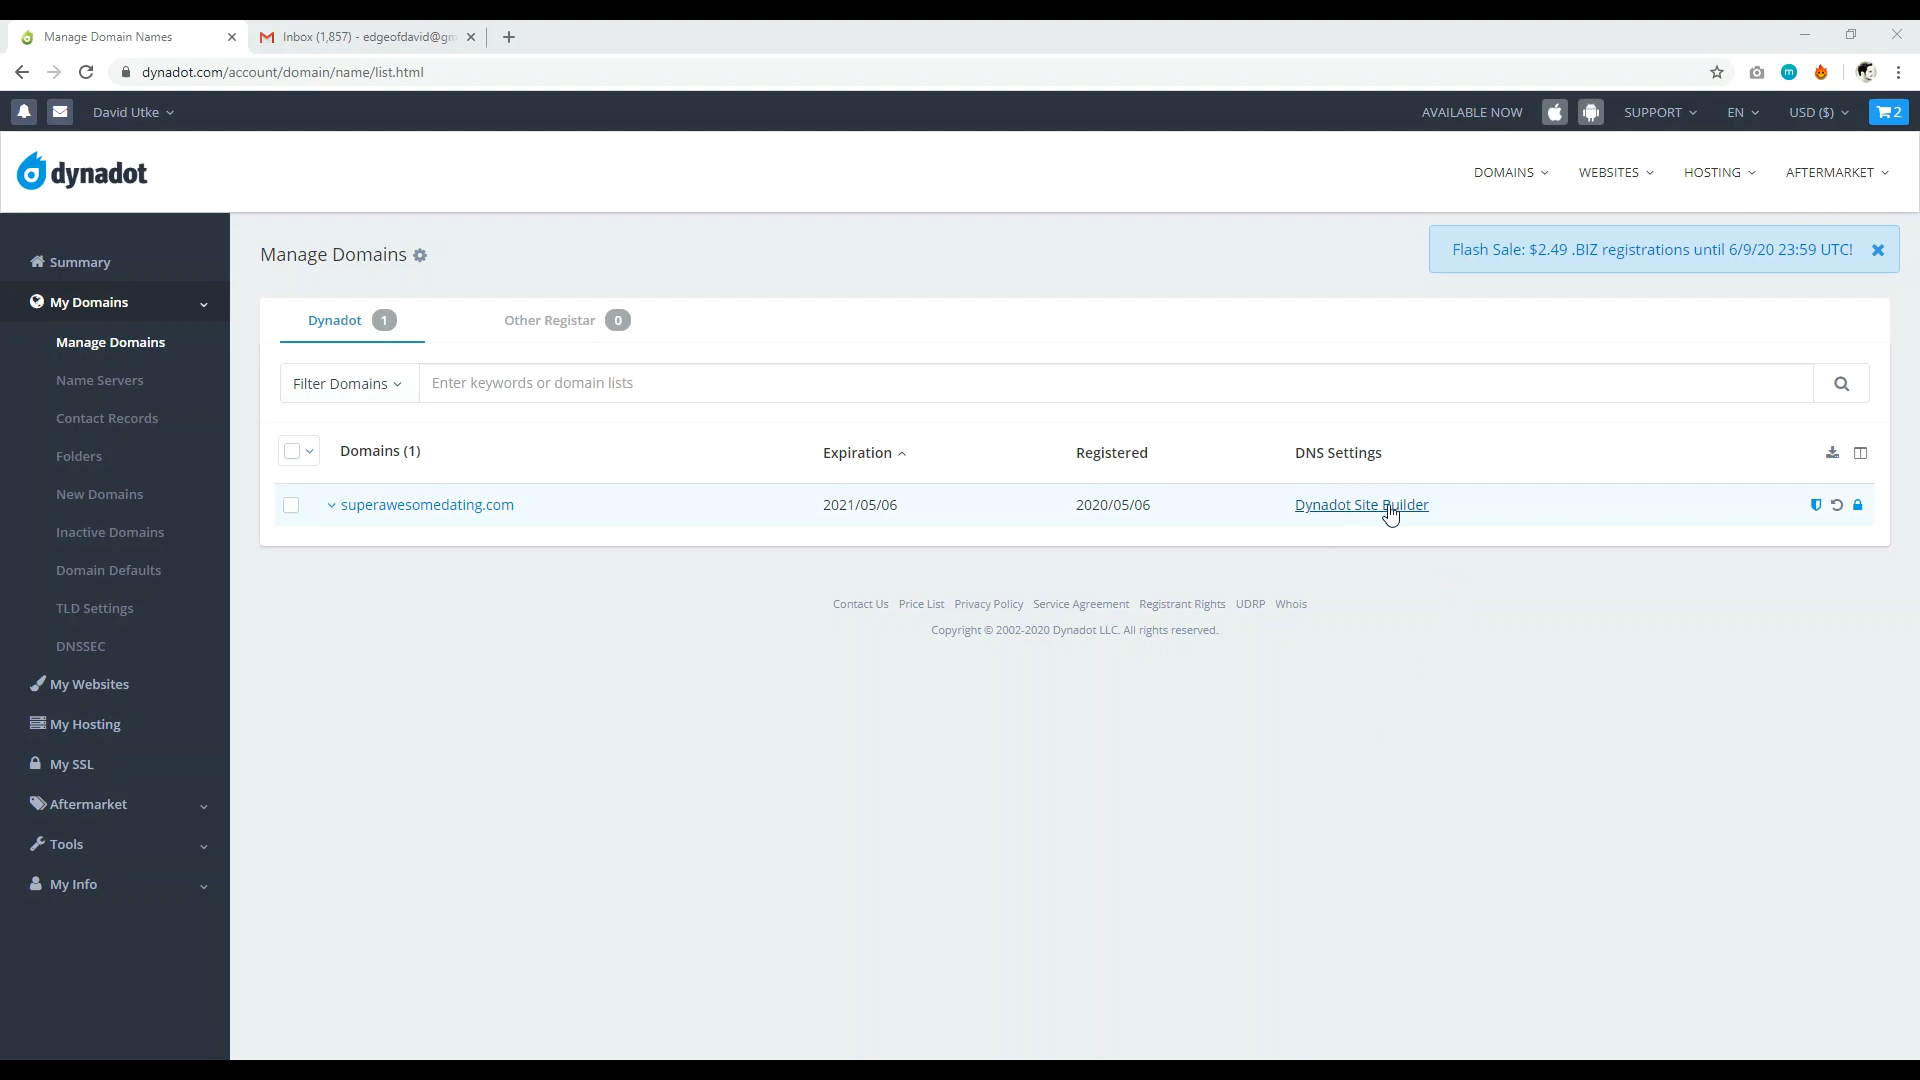 Manage Domain Names
Inbox (1,857) - edgeofdavid@gm
dynadot.com/account/domain/name/list.html
m
David Utke
AVAILABLE NOW
SUPPORT
EN
USD ($)
2
dynadot
DOMAINS
WEBSITES
HOSTING
AFTERMARKET
Flash Sale: $2.49 .BIZ registrations until 6/9/20 23:59 UTC!
Summary
My Domains
Manage Domains
Name Servers
Contact Records
Folders
New Domains
Inactive Domains
Domain Defaults
TLD Settings
DNSSEC
My Websites
My Hosting
My SSL
Aftermarket
Tools
My Info
Manage Domains
Dynadot 1
Other Registar 0
Filter Domains
Enter keywords or domain lists
Domains (1)
Expiration
Registered
DNS Settings
superawesomedating.com
2021/05/06
2020/05/06
Dynadot Site Builder
Contact Us Price List Privacy Policy Service Agreement Registrant Rights UDRP Whois
Copyright © 2002-2020 Dynadot LLC. All rights reserved.